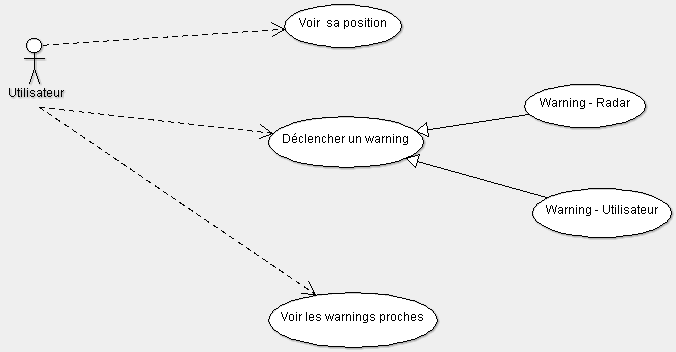 Voir sa position
Utilisateur
Warning - Radar
Déclencher un warning
Warning - Utilisateur
Voir les warnings proches